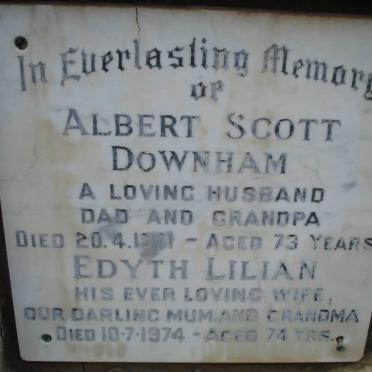 In Everlasting Memory
OF
ALBERT SCOTT
DOWNHAM
A LOVING HUSBAND
DAD AND GRANDPA
DIED - AGED 73 YEARS
EDYTH LILIAN
HIS EVER LOVING WIFE,
OUR DARLING MUM AND GRANDMA
DIED 10-7-1974 - AGED 74 YRS.